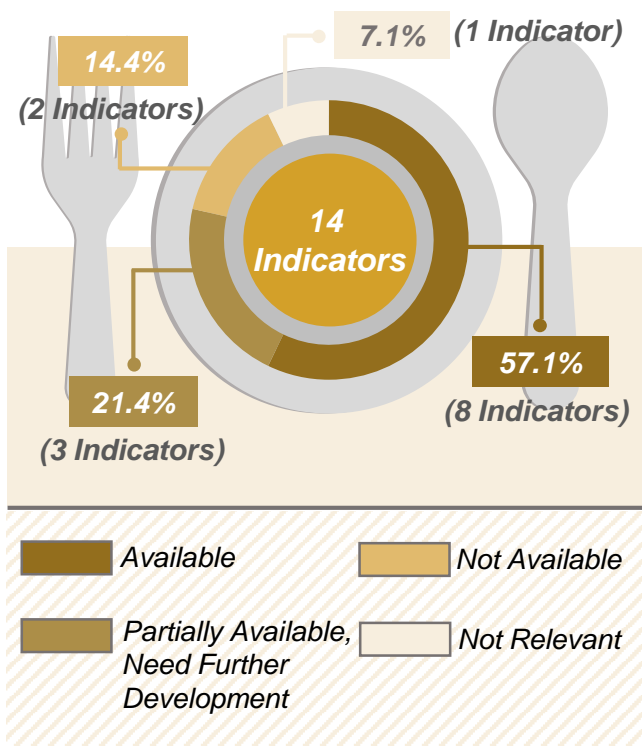 7.1% (1 Indicator)
14.4%
(2 Indicators)
14
Indicators
57.1%
(8 Indicators)
21.4%
(3 Indicators)
Available
Not Available
Partially Available,
Need Further
Development
Not Relevant